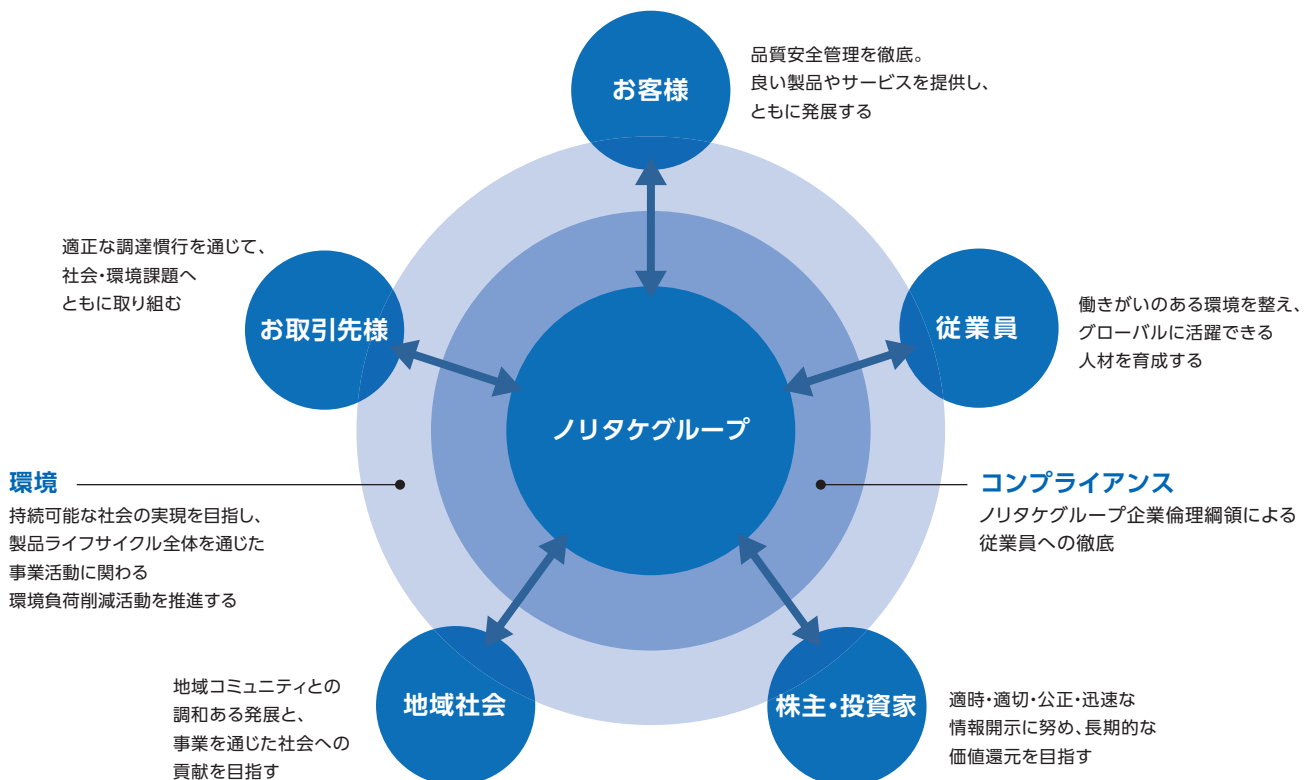 お客様
品質安全管理を徹底。
良い製品やサービスを提供し、
ともに発展する
適正な調達慣行を通じて、
社会・環境課題へ
ともに取り組む
お取引先様
従業員
働きがいのある環境を整え、
グローバルに活躍できる
人材を育成する
ノリタケグループ
環境
持続可能な社会の実現を目指し、
製品ライフサイクル全体を通じた
事業活動に関わる
環境負荷削減活動を推進する
コンプライアンス
ノリタケグループ企業倫理綱領による
従業員への徹底
地域コミュニティとの
調和ある発展と、
事業を通じた社会への
貢献を目指す
地域社会
株主・投資家
適時・適切・公正・迅速な
情報開示に努め、長期的な
価値還元を目指す